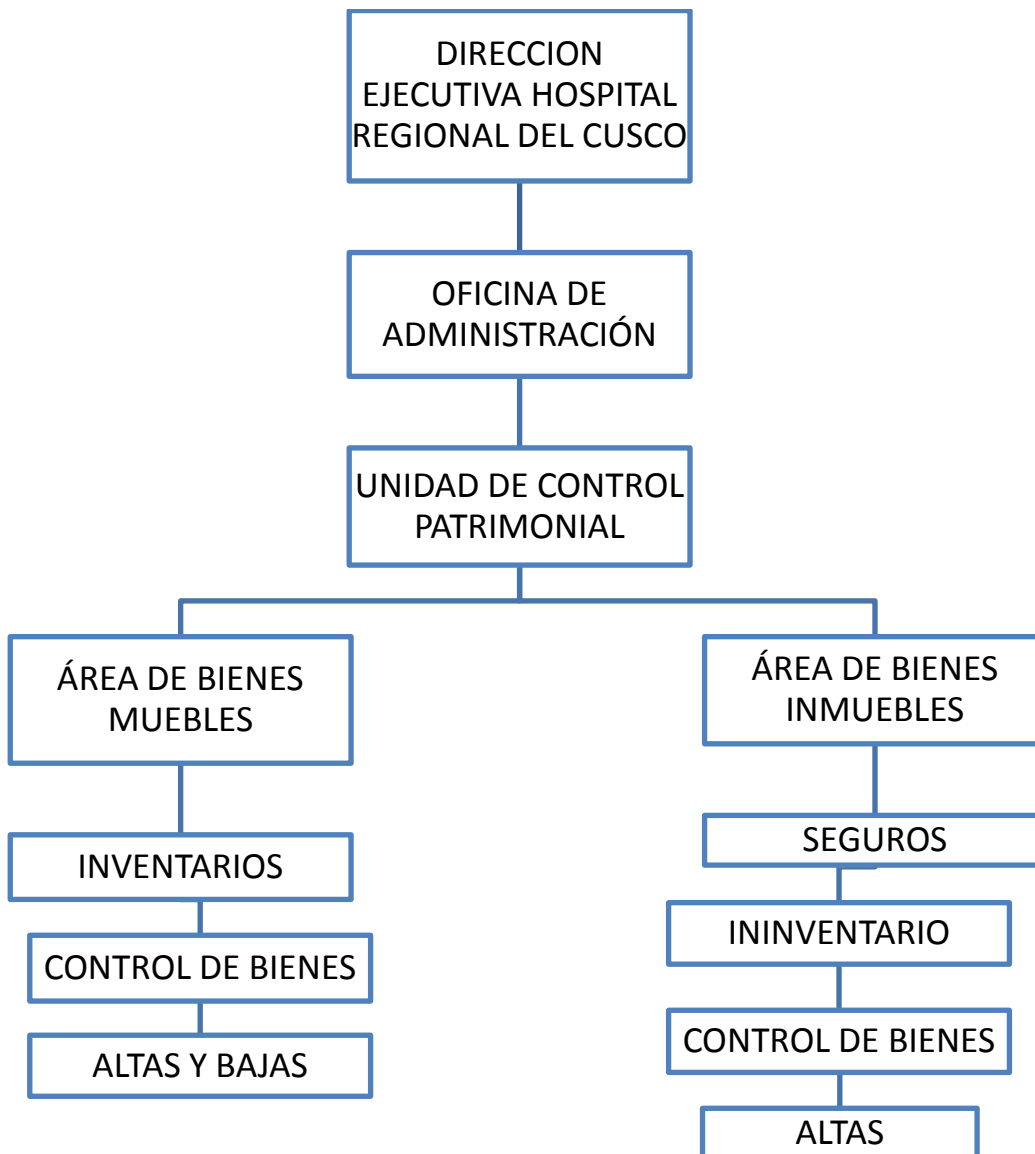 DIRECCION
EJECUTIVA HOSPITAL
REGIONAL DEL CUSCO
OFICINA DE
ADMINISTRACIÓN
UNIDAD DE CONTROL
PATRIMONIAL
ÁREA DE BIENES
MUEBLES
INVENTARIOS
CONTROL DE BIENES
ALTAS Y BAJAS
ÁREA DE BIENES
INMUEBLES
SEGUROS
ININVENTARIO
CONTROL DE BIENES
ALTAS